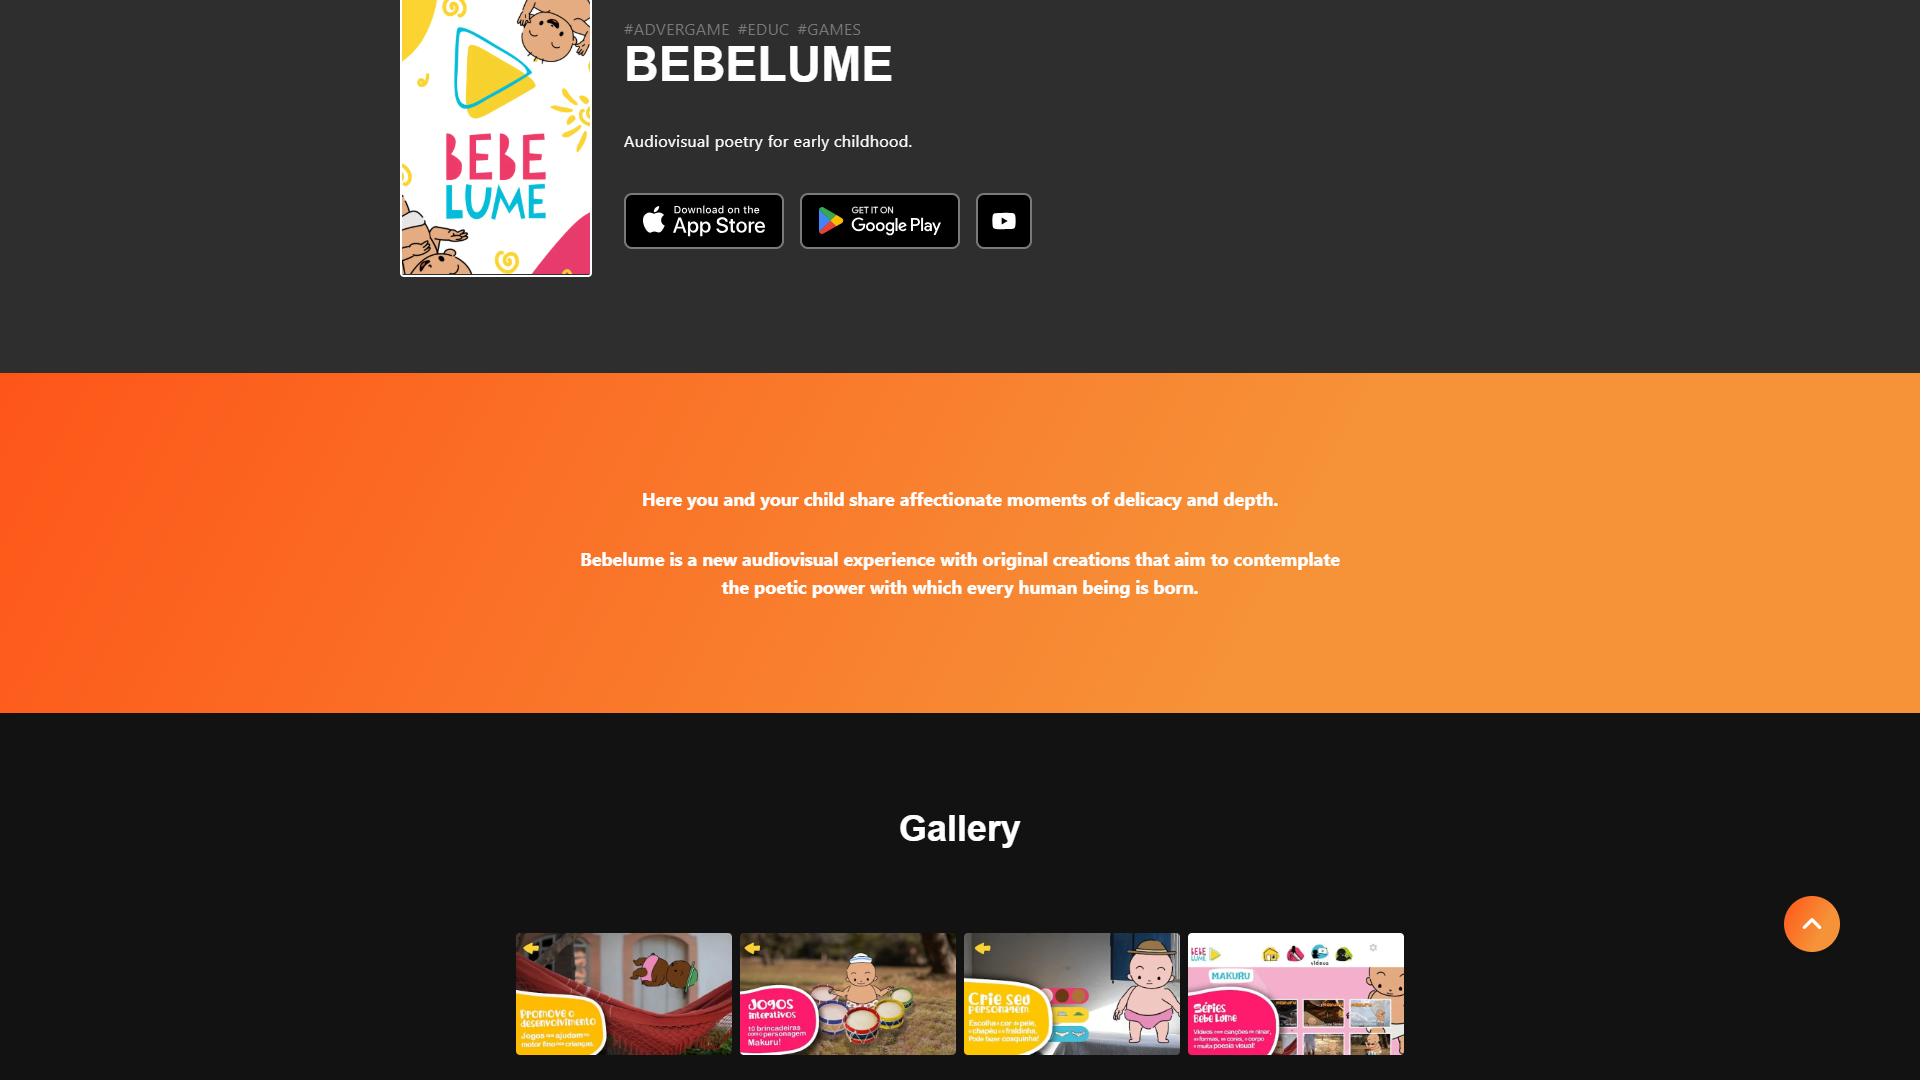 #ADVERGAME #EDUC #GAMES
BEBELUME
BEBE
LUME
Audiovisual poetry for early childhood.
Download on the
App Store
GET IT ON
Google Play
Here you and your child share affectionate moments of delicacy and depth.
Bebelume is a new audiovisual experience with original creations that aim to contemplate
the poetic power with which every human being is born.
Gallery
Promove o
desenvolvimento
Jogos que ajudam no
motor fino das crianças.
JOGOS
interativos
10 brincadeiras
com o personagem
Makuru!
Crie seu
personagem
Escolha a cor da pele,
o chapéu e a fraldinha.
Pode fazer cosquinha!
BEBE
LUME
vídeos
MAKURU
Séries
Bebe Lume
Vídeos com canções de ninar,
as formas, as cores, o corpo
e muita poesia visual!